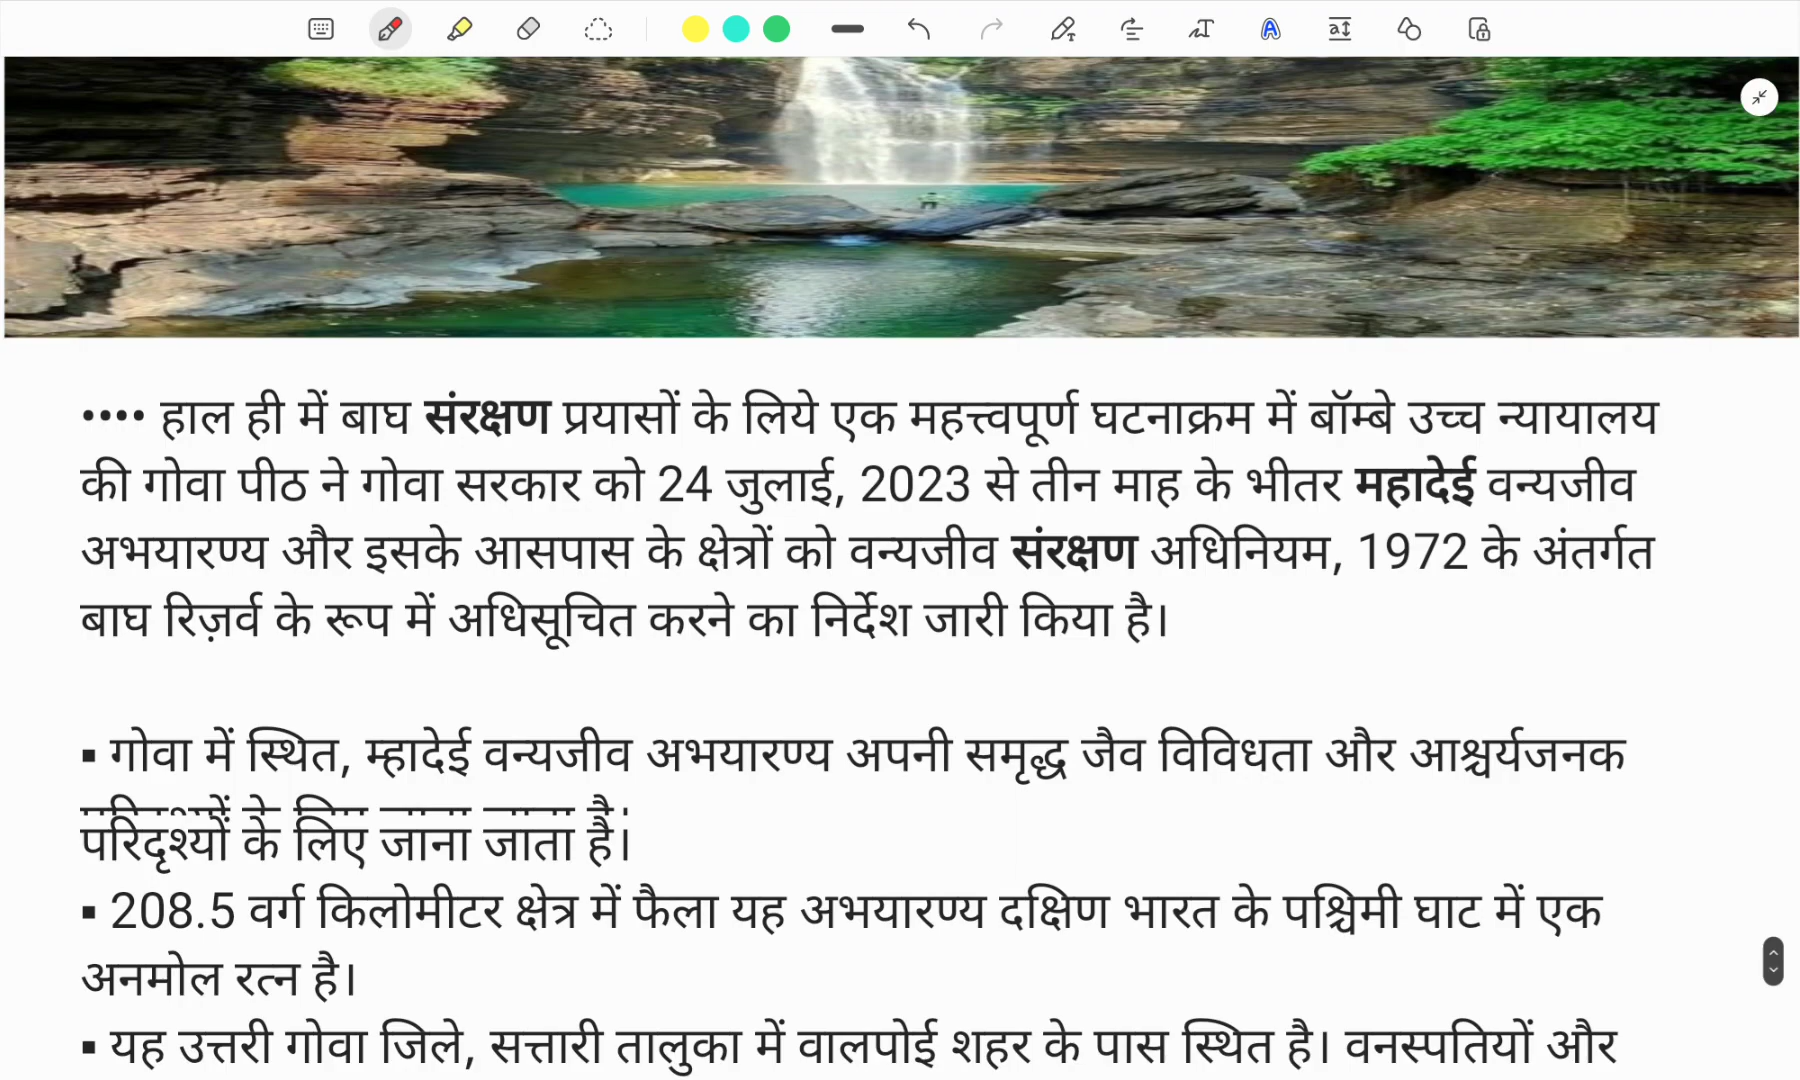 •••• हाल ही में बाघ संरक्षण प्रयासों के लिये एक महत्त्वपूर्ण घटनाक्रम में बॉम्बे उच्च न्यायालय
की गोवा पीठ ने गोवा सरकार को 24 जुलाई, 2023 से तीन माह के भीतर महादेई वन्यजीव
अभयारण्य और इसके आसपास के क्षेत्रों को वन्यजीव संरक्षण अधिनियम, 1972 के अंतर्गत
बाघ रिज़र्व के रूप में अधिसूचित करने का निर्देश जारी किया है।
▪ गोवा में स्थित, म्हादेई वन्यजीव अभयारण्य अपनी समृद्ध जैव विविधता और आश्चर्यजनक
परिदृश्यों के लिए जाना जाता है।
▪ 208.5 वर्ग किलोमीटर क्षेत्र में फैला यह अभयारण्य दक्षिण भारत के पश्चिमी घाट में एक
अनमोल रत्न है।
▪ यह उत्तरी गोवा जिले, सत्तारी तालुका में वालपोई शहर के पास स्थित है। वनस्पतियों और